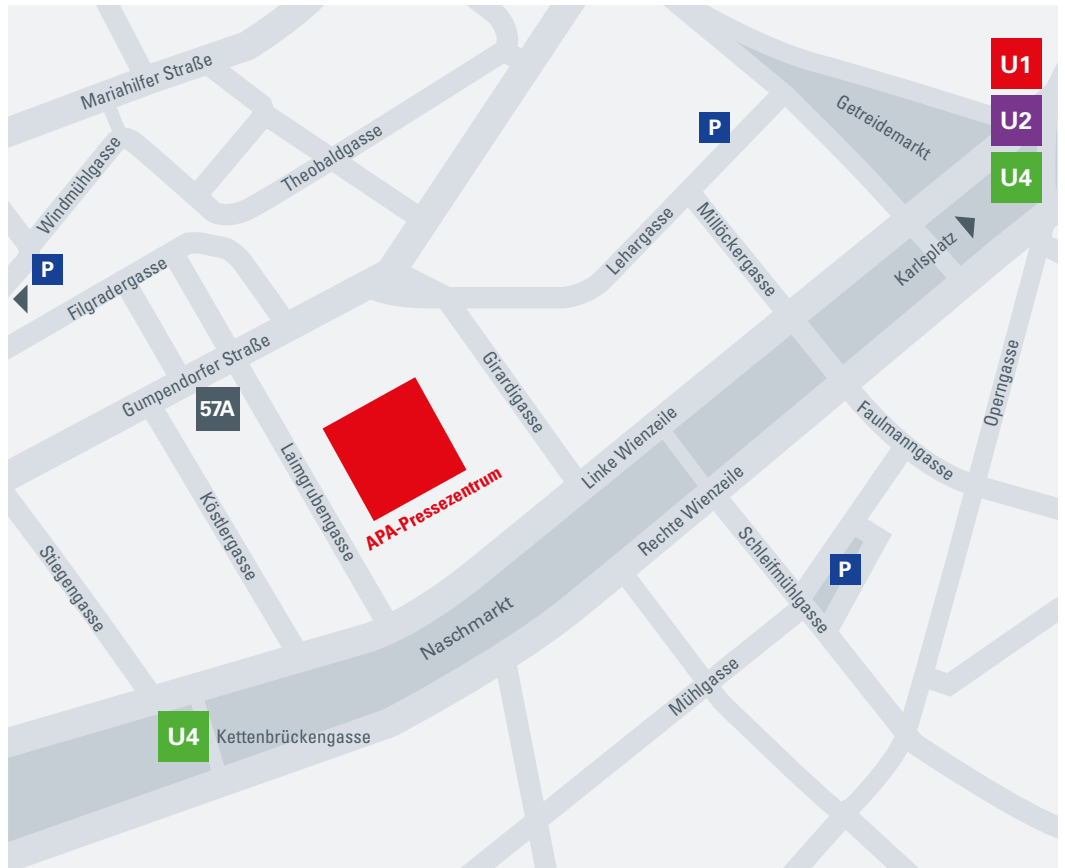 U1
Mariahilfer Straße
U2
Getreidemarkt
P
Theobaldgasse
U4
Windmühlgasse
Lehargasse
Millöckergasse
Karlsplatz
P
Filgradergasse
Gumpendorfer Straße
57A
Girardigasse
Operngasse
Linke Wienzeile
Faulmanngasse
Laimgrubengasse
APA-Pressezentrum
Rechte Wienzeile
Köstlergasse
Schleifmühlgasse
P
Stiegengasse
Naschmarkt
Mühlgasse
U4
Kettenbrückengasse